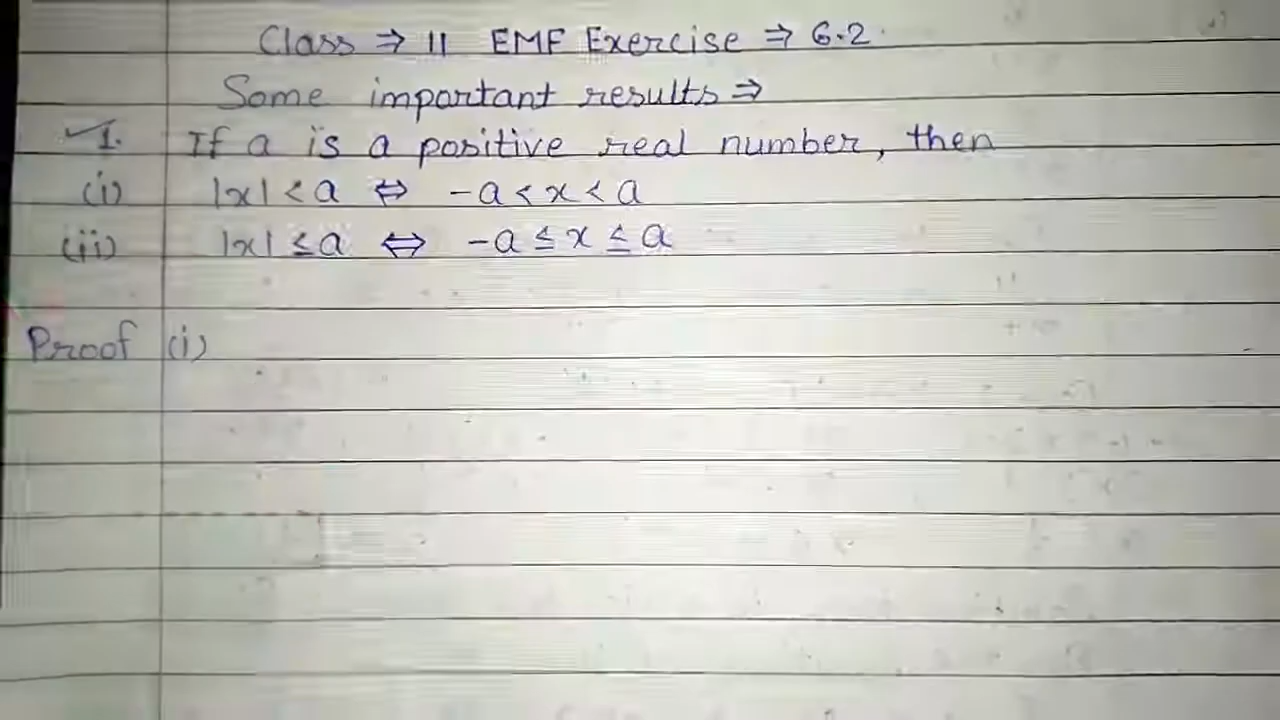 Class ⇒ 11 EMF Exercise ⇒ 6.2.
Some important results ⇒
1. If a is a positive real number, then
(i) |x| < a ⇔ -a < x < a
(ii) |x| ≤ a ⇔ -a ≤ x ≤ a
Proof (i)